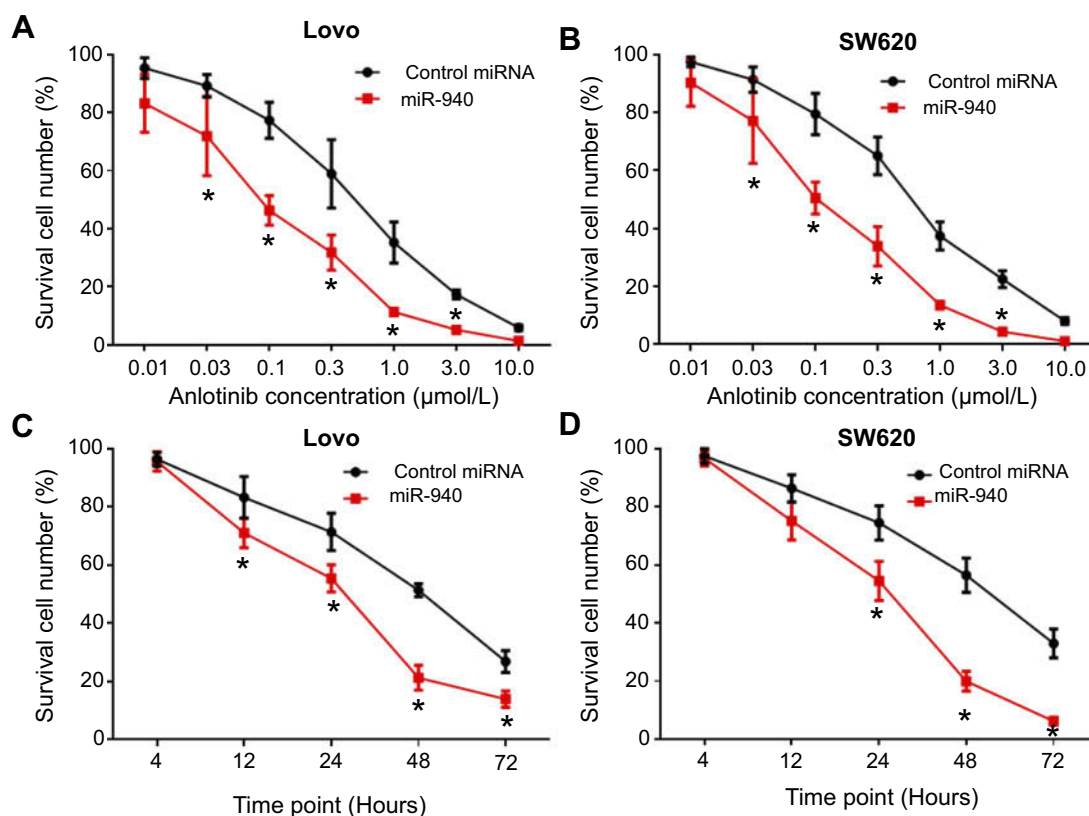 A
Lovo
Survival cell number (%)
100
80
60
40
20
0
Control miRNA
miR-940
*
*
*
*
*
0.01 0.03 0.1 0.3 1.0 3.0 10.0
Anlotinib concentration (μmol/L)
B
SW620
Survival cell number (%)
100
80
60
40
20
0
Control miRNA
miR-940
*
*
*
*
*
0.01 0.03 0.1 0.3 1.0 3.0 10.0
Anlotinib concentration (μmol/L)
C
Lovo
Survival cell number (%)
100
80
60
40
20
0
Control miRNA
miR-940
*
*
*
*
4 12 24 48 72
Time point (Hours)
D
SW620
Survival cell number (%)
100
80
60
40
20
0
Control miRNA
miR-940
*
*
*
4 12 24 48 72
Time point (Hours)